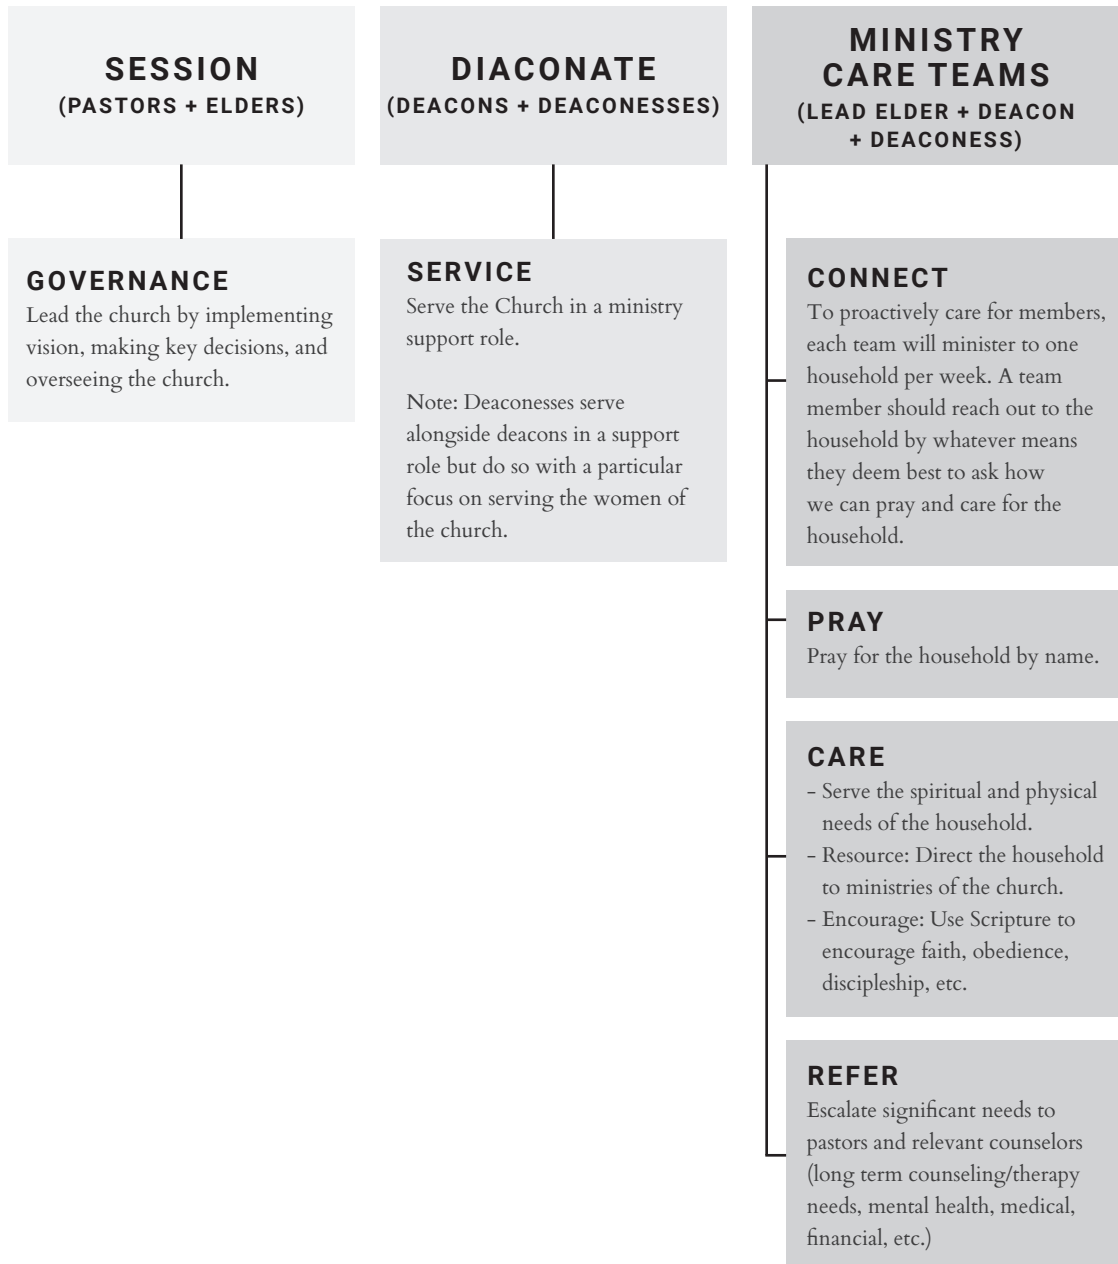 SESSION
(PASTORS + ELDERS)
GOVERNANCE
Lead the church by implementing
vision, making key decisions, and
overseeing the church.
DIACONATE
(DEACONS + DEACONESSES)
SERVICE
Serve the Church in a ministry
support role.
Note: Deaconesses serve
alongside deacons in a support
role but do so with a particular
focus on serving the women of
the church.
MINISTRY
CARE TEAMS
(LEAD ELDER + DEACON
+ DEACONESS)
CONNECT
To proactively care for members,
each team will minister to one
household per week. A team
member should reach out to the
household by whatever means
they deem best to ask how
we can pray and care for the
household.
PRAY
Pray for the household by name.
CARE
- Serve the spiritual and physical
needs of the household.
- Resource: Direct the household
to ministries of the church.
- Encourage: Use Scripture to
encourage faith, obedience,
discipleship, etc.
REFER
Escalate significant needs to
pastors and relevant counselors
(long term counseling/therapy
needs, mental health, medical,
financial, etc.)